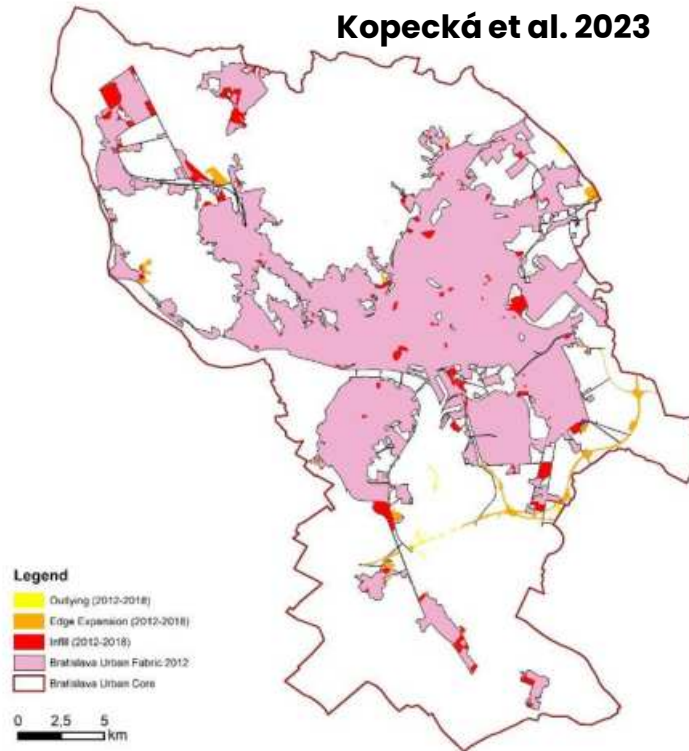 Kopecká et al. 2023
Legend
Outlying (2012-2018)
Edge Expansion (2012-2018)
Infill (2012-2018)
Bratislava Urban Fabric 2012
Bratislava Urban Core
0 2,5 5
km